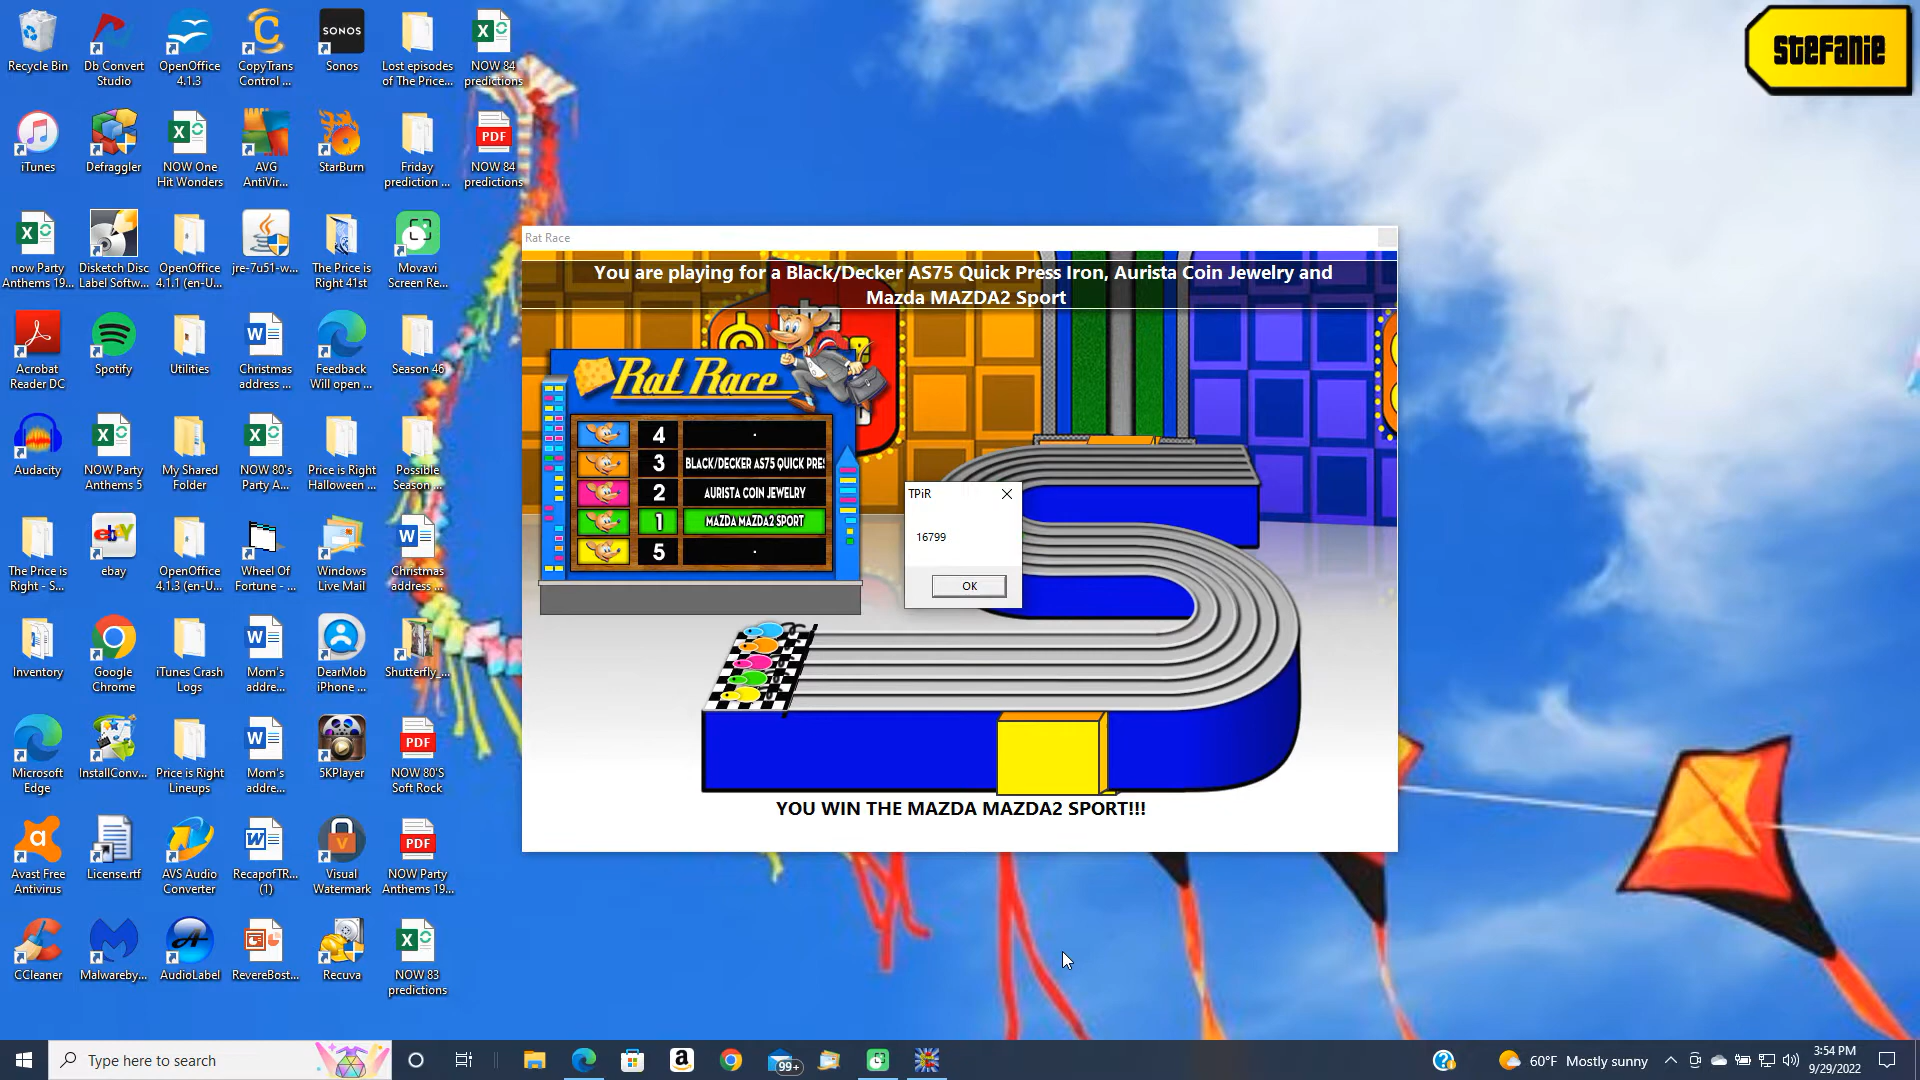 Recycle Bin
Db Convert
Studio
OpenOffice
4.1.3
CopyTrans
Control ...
SONOS
Sonos
Lost episodes
of The Price...
NOW 84
predictions
iTunes
Defraggler
NOW One
Hit Wonders
AVG
AntiVir...
StarBurn
Friday
prediction ...
PDF
NOW 84
predictions
now Party
Anthems 19...
Disketch Disc
Label Softw...
OpenOffice
4.1.1 (en-U...
jre-7u51-w...
The Price is
Right 41st
Movavi
Screen Re...
Acrobat
Reader DC
Spotify
Utilities
Christmas
address ...
Feedback
Will open ...
Season 46
Audacity
NOW Party
Anthems 5
My Shared
Folder
NOW 80's
Party A...
Price is Right
Halloween ...
Possible
Season ...
The Price is
Right - S...
ebay
ebay
OpenOffice
4.1.3 (en-U...
Wheel Of
Fortune - ...
Windows
Live Mail
Christmas
address ...
Inventory
Google
Chrome
iTunes Crash
Logs
Mom's
addre...
DearMob
iPhone ...
Shutterfly_...
Microsoft
Edge
InstallConv...
Price is Right
Lineups
Mom's
addre...
5KPlayer
PDF
NOW 80'S
Soft Rock
Avast Free
Antivirus
License.rtf
AVS Audio
Converter
RecapofTR...
(1)
Visual
Watermark
PDF
NOW Party
Anthems 19...
CCleaner
Malwareby...
AudioLabel
RevereBost...
Recuva
NOW 83
predictions
STEFANIE
Rat Race
You are playing for a Black/Decker AS75 Quick Press Iron, Aurista Coin Jewelry and
Mazda MAZDA2 Sport
Rat Race
4 .
3 BLACK/DECKER AS75 QUICK PRE
2 AURISTA COIN JEWELRY
1 MAZDA MAZDA2 SPORT
5 .
TPiR
16799
OK
YOU WIN THE MAZDA MAZDA2 SPORT!!!
Type here to search
99+
60°F Mostly sunny
3:54 PM
9/29/2022